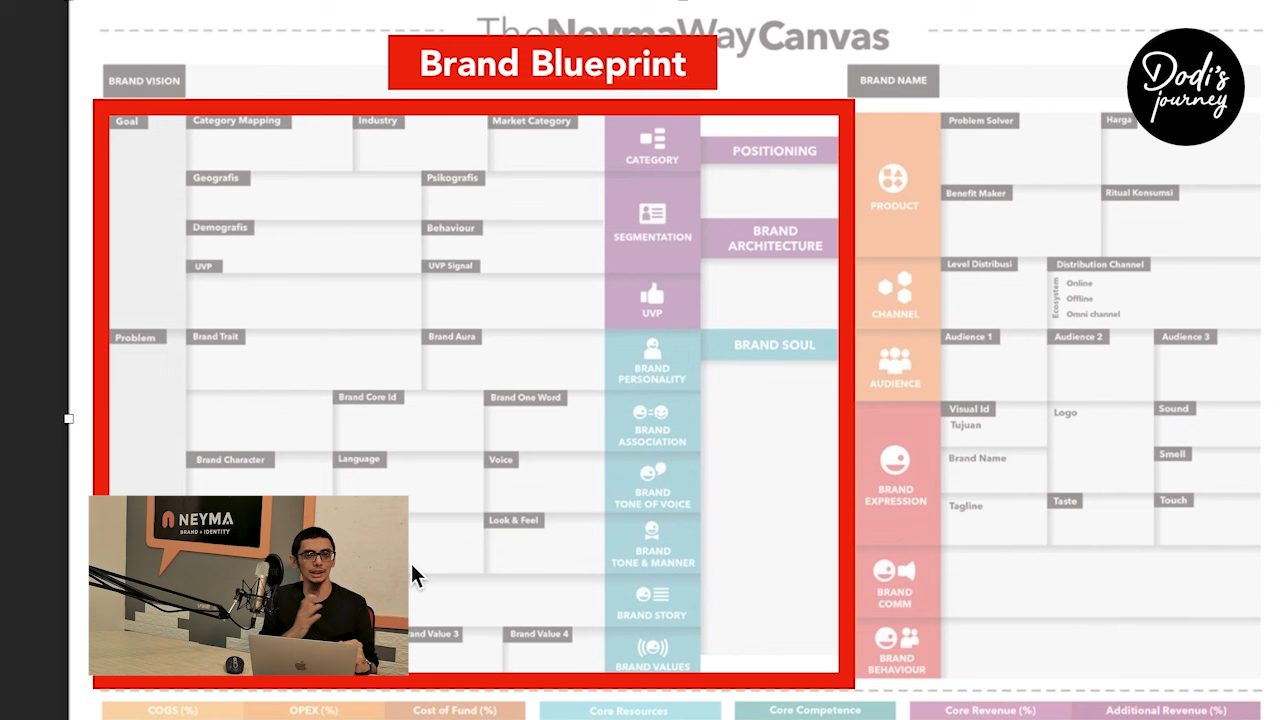 TheNeymaWayCanvas
Brand Blueprint
Dodi's
journey
BRAND VISION
BRAND NAME
Goal
Category Mapping
Industry
Market Category
CATEGORY
POSITIONING
Geografis
Psikografis
Demografis
Behaviour
SEGMENTATION
BRAND
ARCHITECTURE
UVP
UVP Signal
UVP
Problem
Brand Trait
Brand Aura
BRAND
PERSONALITY
BRAND SOUL
Brand Core Id
Brand One Word
BRAND
ASSOCIATION
Brand Character
Language
Voice
BRAND
TONE OF VOICE
Look & Feel
BRAND
TONE & MANNER
BRAND STORY
Brand Value 4
BRAND VALUES
NEYMA
BRAND + IDENTITY
PRODUCT
Problem Solver
Harga
Benefit Maker
Ritual Konsumsi
CHANNEL
Level Distribusi
Distribution Channel
Ecosystem
Online
Offline
Omni channel
AUDIENCE
Audience 1
Audience 2
Audience 3
BRAND
EXPRESSION
Visual Id
Tujuan
Logo
Sound
Brand Name
Smell
Tagline
Taste
Touch
BRAND
COMM
BRAND
BEHAVIOUR
COGS (%)
OPEX (%)
Cost of Fund (%)
Core Resources
Core Competence
Core Revenue (%)
Additional Revenue (%)